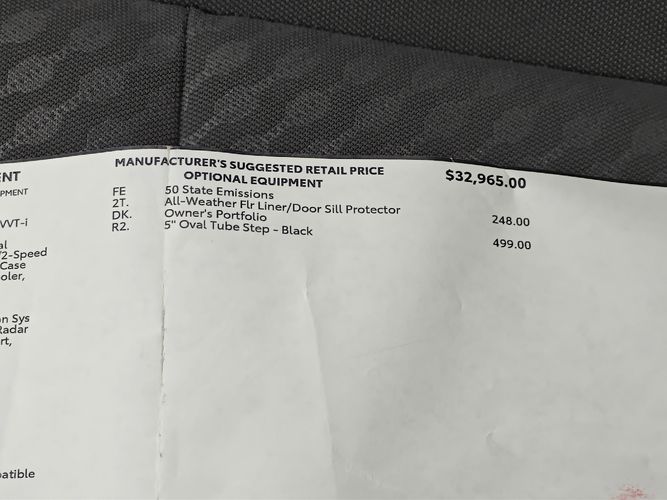 NT
PMENT
VVT-i
al
/2-Speed
Case
oler,
n Sys
Radar
rt,
patible
MANUFACTURER'S SUGGESTED RETAIL PRICE $32,965.00
OPTIONAL EQUIPMENT
FE 50 State Emissions
2T. All-Weather Flr Liner/Door Sill Protector 248.00
DK. Owner's Portfolio
R2. 5" Oval Tube Step - Black 499.00